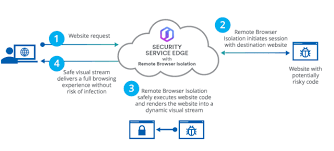 1
Website request
SECURITY
SERVICE EDGE
with
Remote Browser Isolation
2
Remote Browser
Isolation initiates session
with destination website
4
Safe visual stream
delivers a full browsing
experience without
risk of infection
Website with
potentially
risky code
3
Remote Browser Isolation
safely executes website code
and renders the website into a
dynamic visual stream